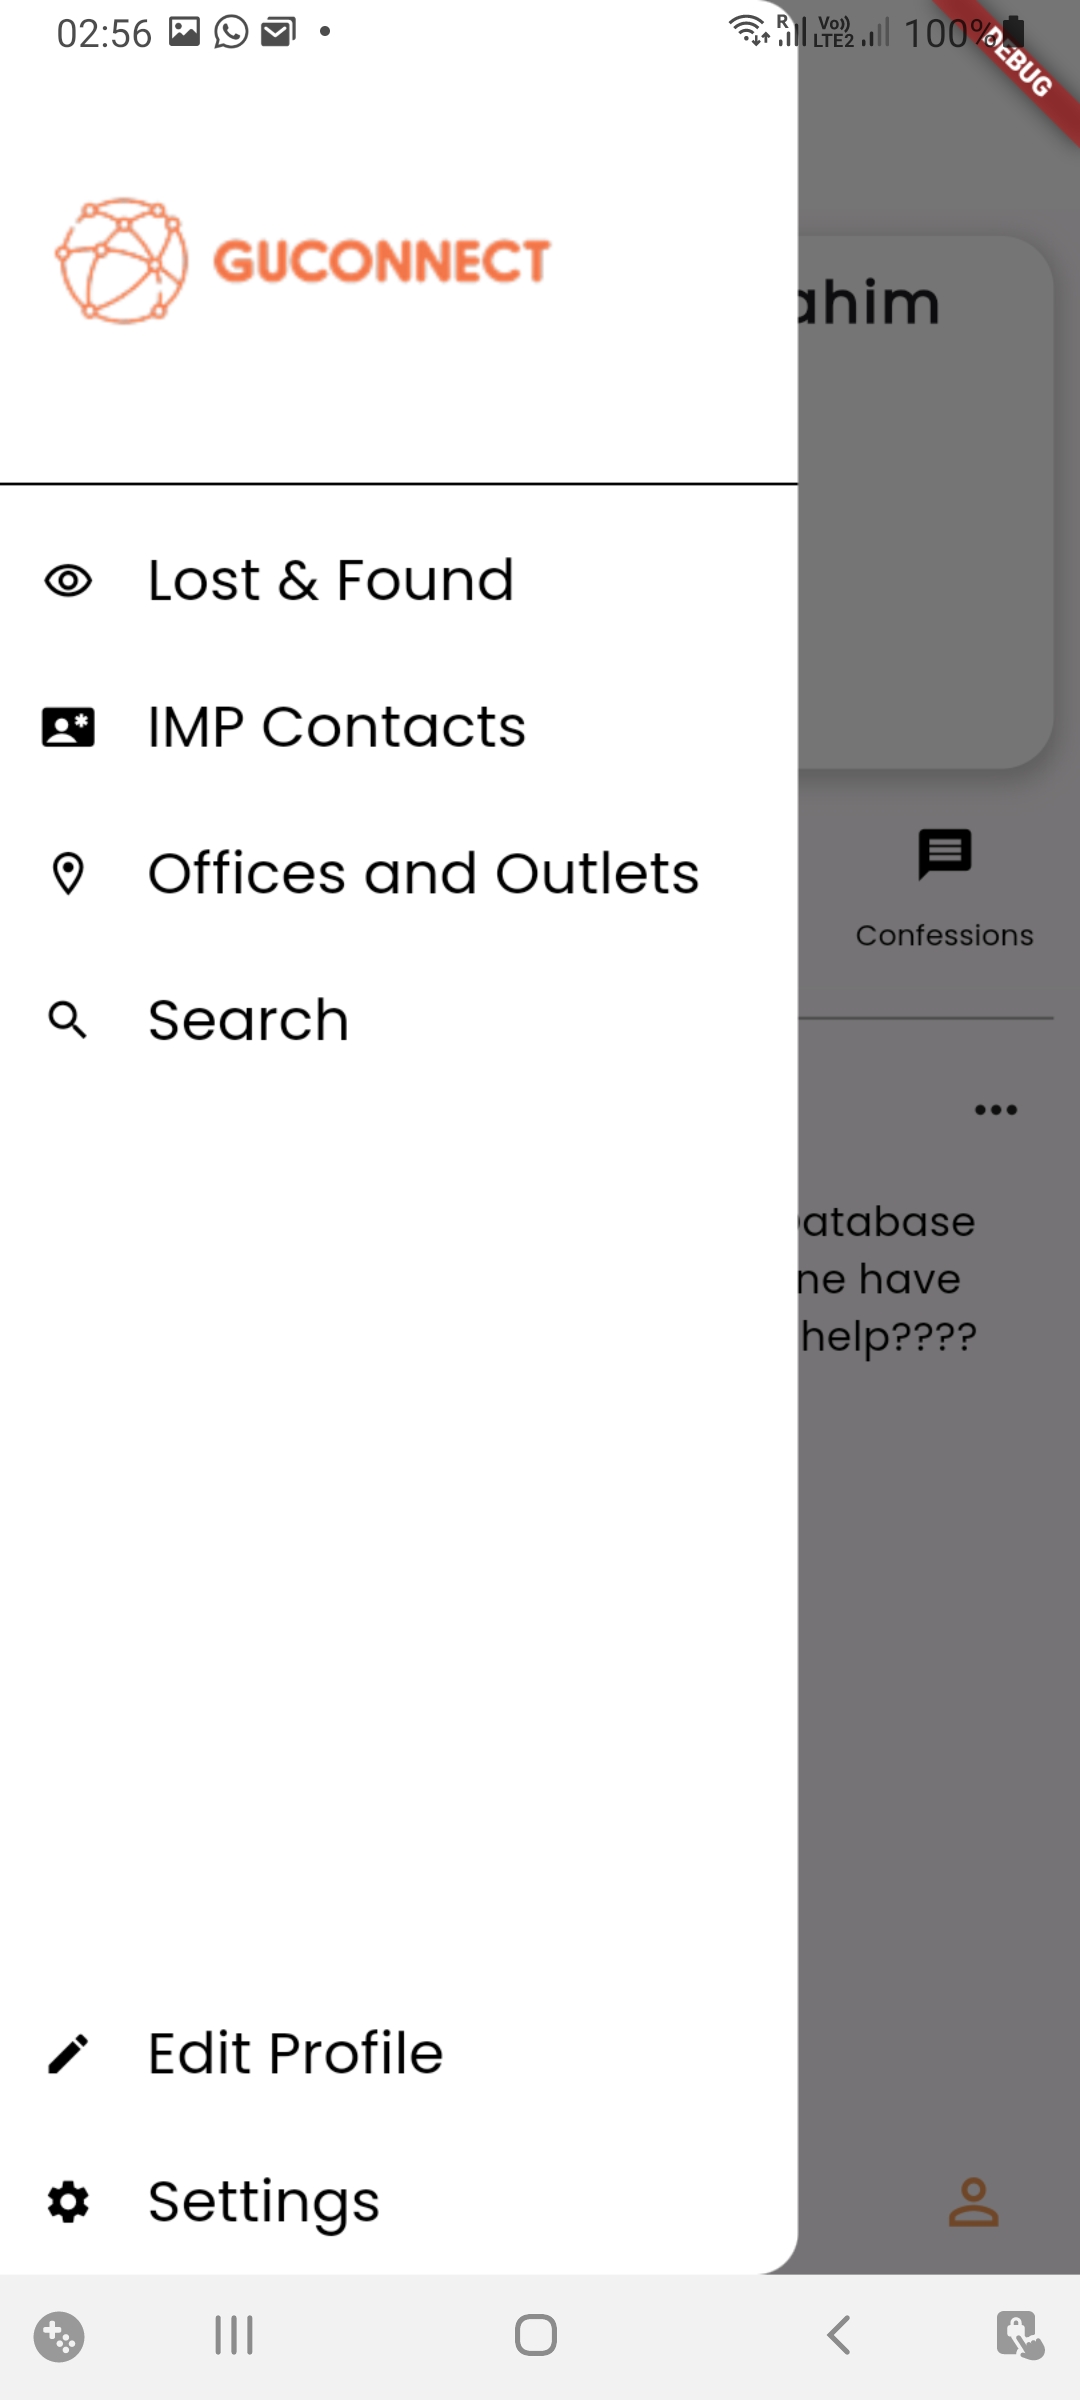 02:56
R Vo)) LTE2 100%
DEBUG
GUCONNECT
ahim
Lost & Found
IMP Contacts
Offices and Outlets
Confessions
Search
atabase
ne have
help????
Edit Profile
Settings